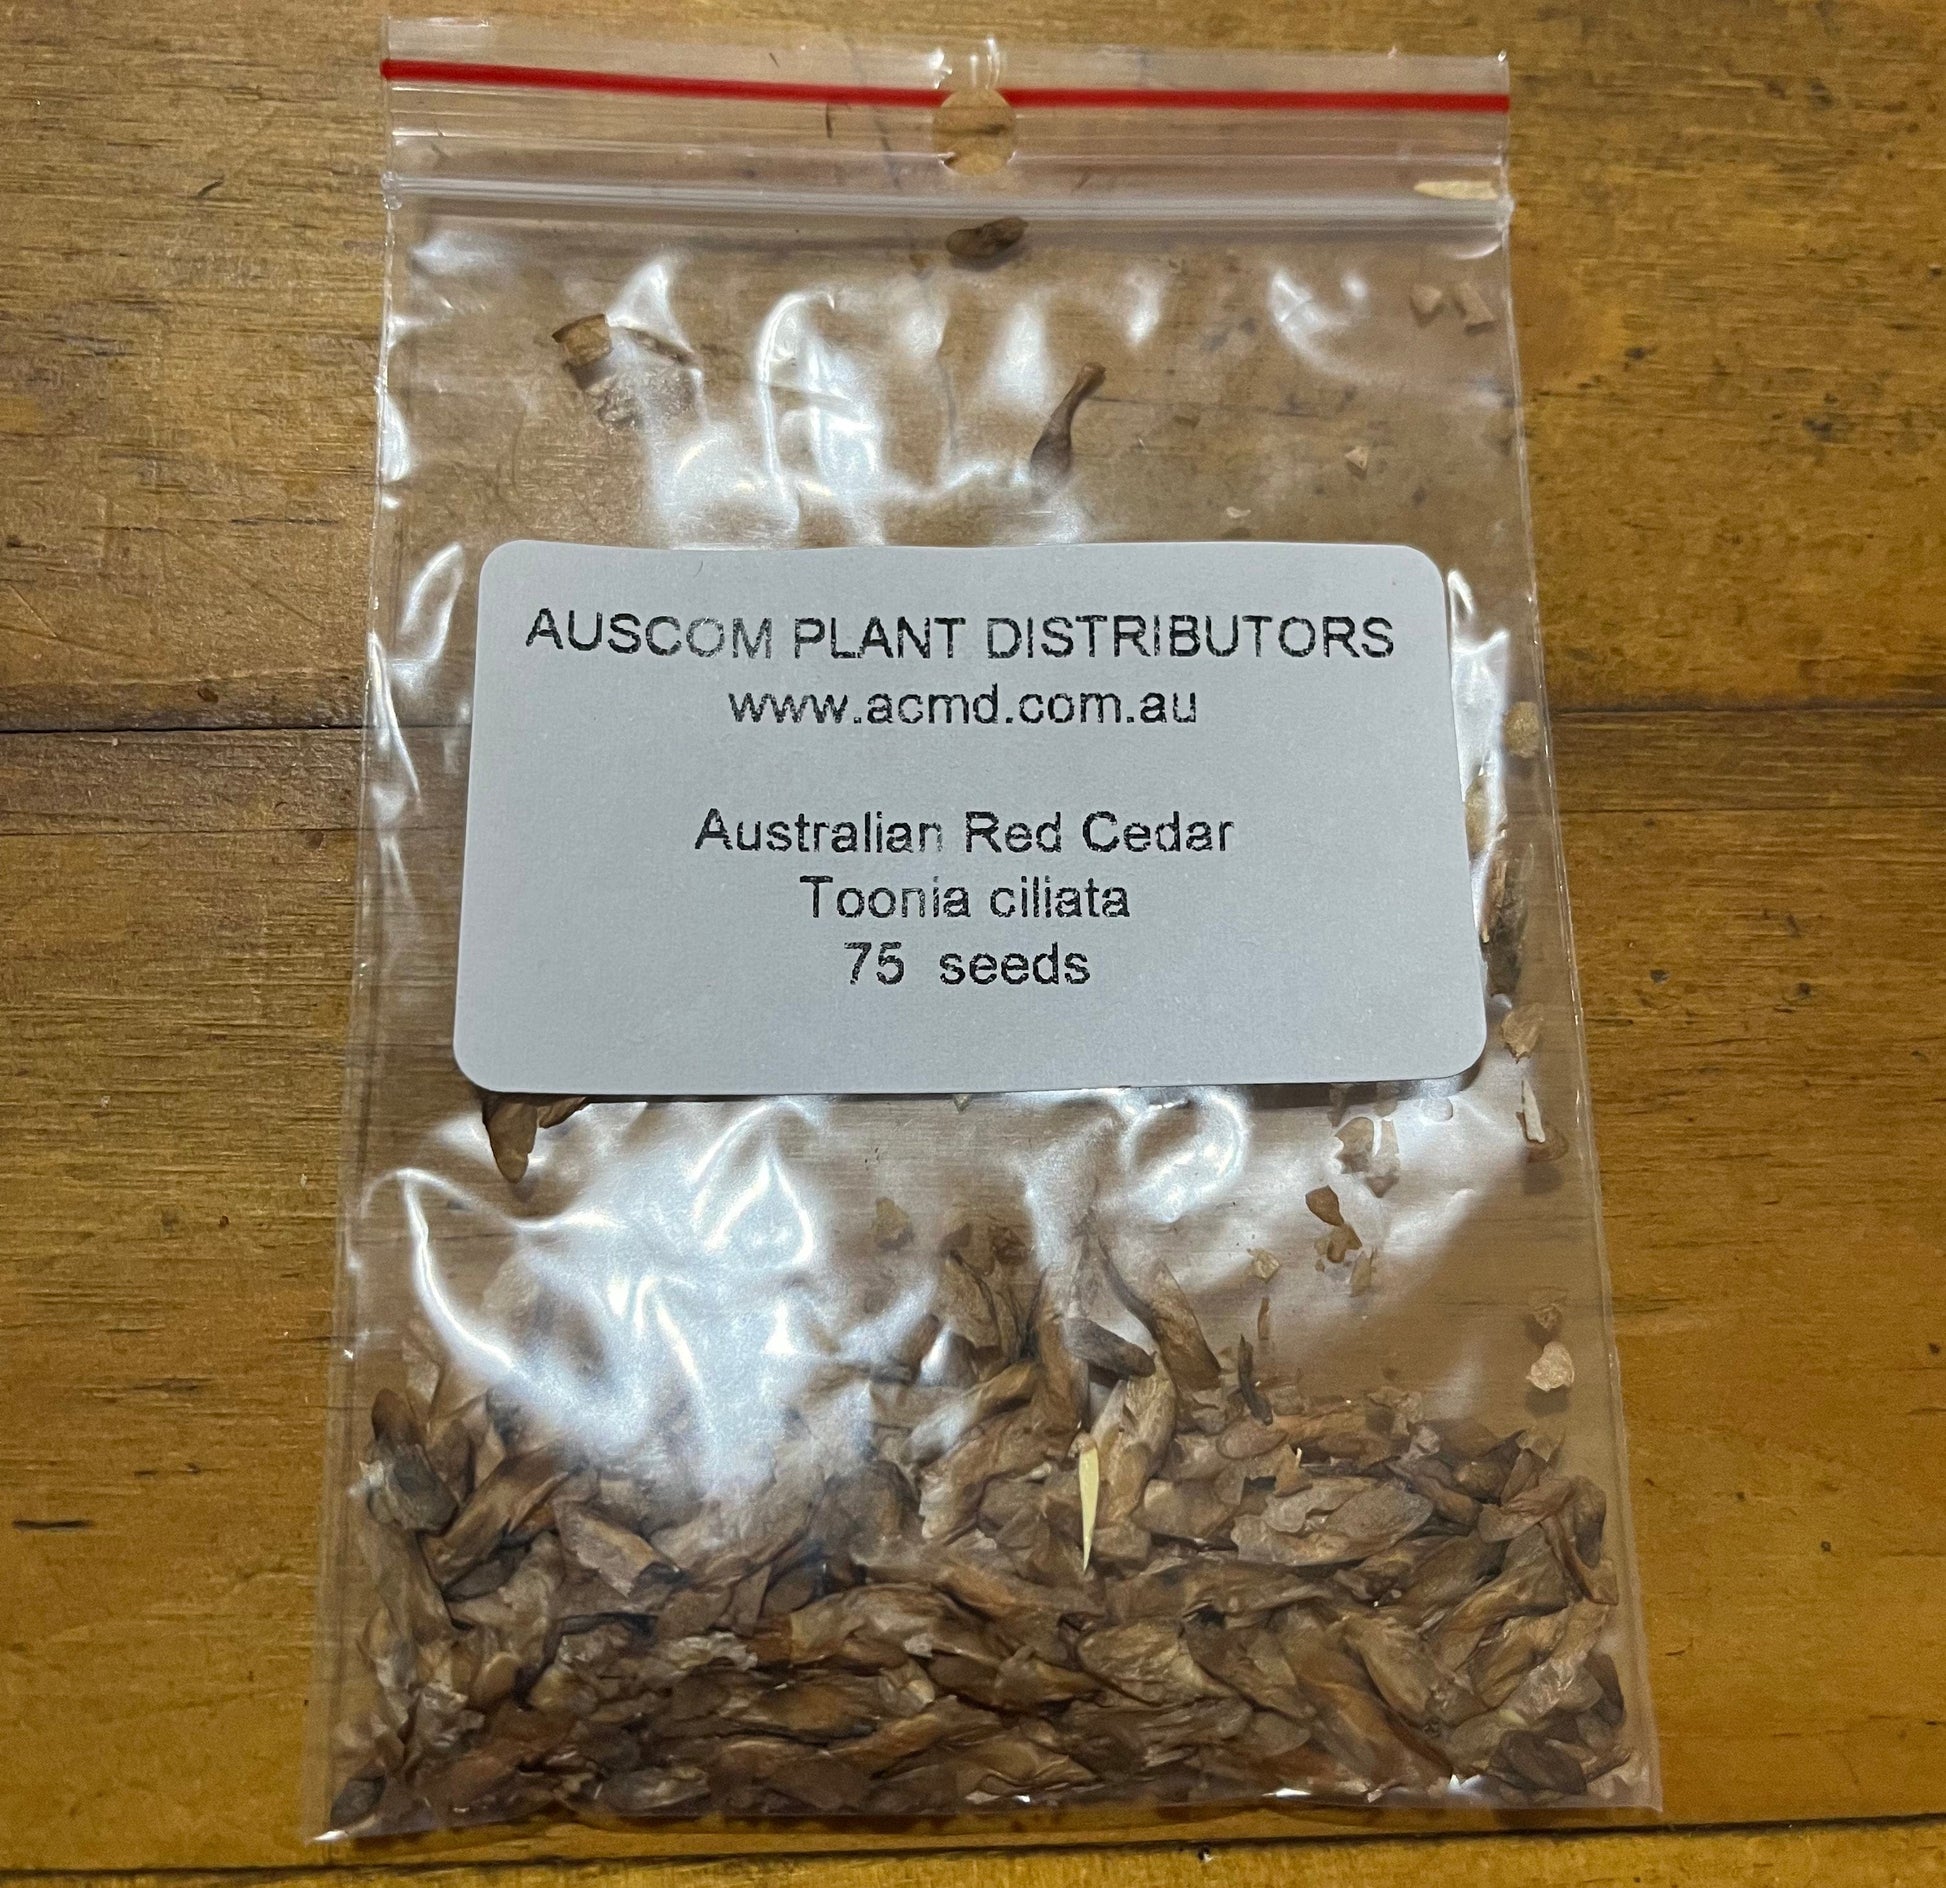 AUSCOM PLANT DISTRIBUTORS
www.acmd.com.au
Australian Red Cedar
Toonia ciliata
75 seeds